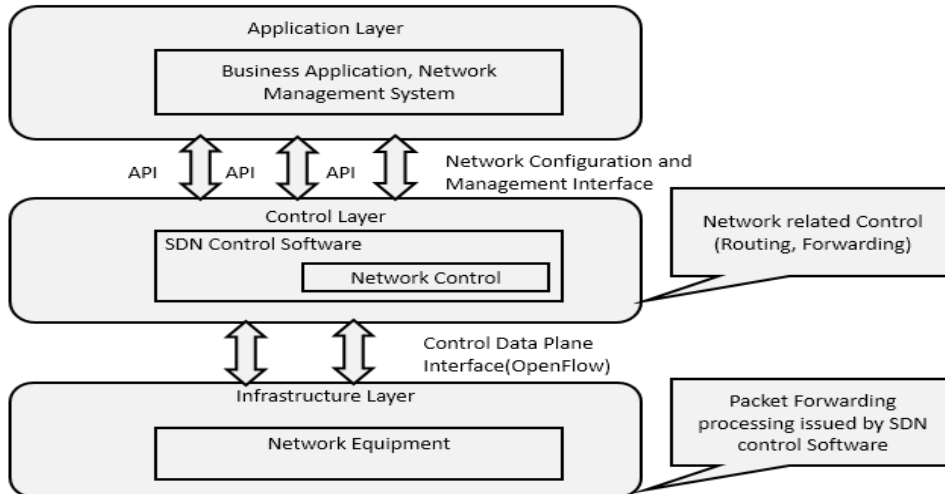 Application Layer
Business Application, Network
Management System
API
API
API
Network Configuration and
Management Interface
Control Layer
SDN Control Software
Network Control
Network related Control
(Routing, Forwarding)
Control Data Plane
Interface(OpenFlow)
Infrastructure Layer
Network Equipment
Packet Forwarding
processing issued by SDN
control Software